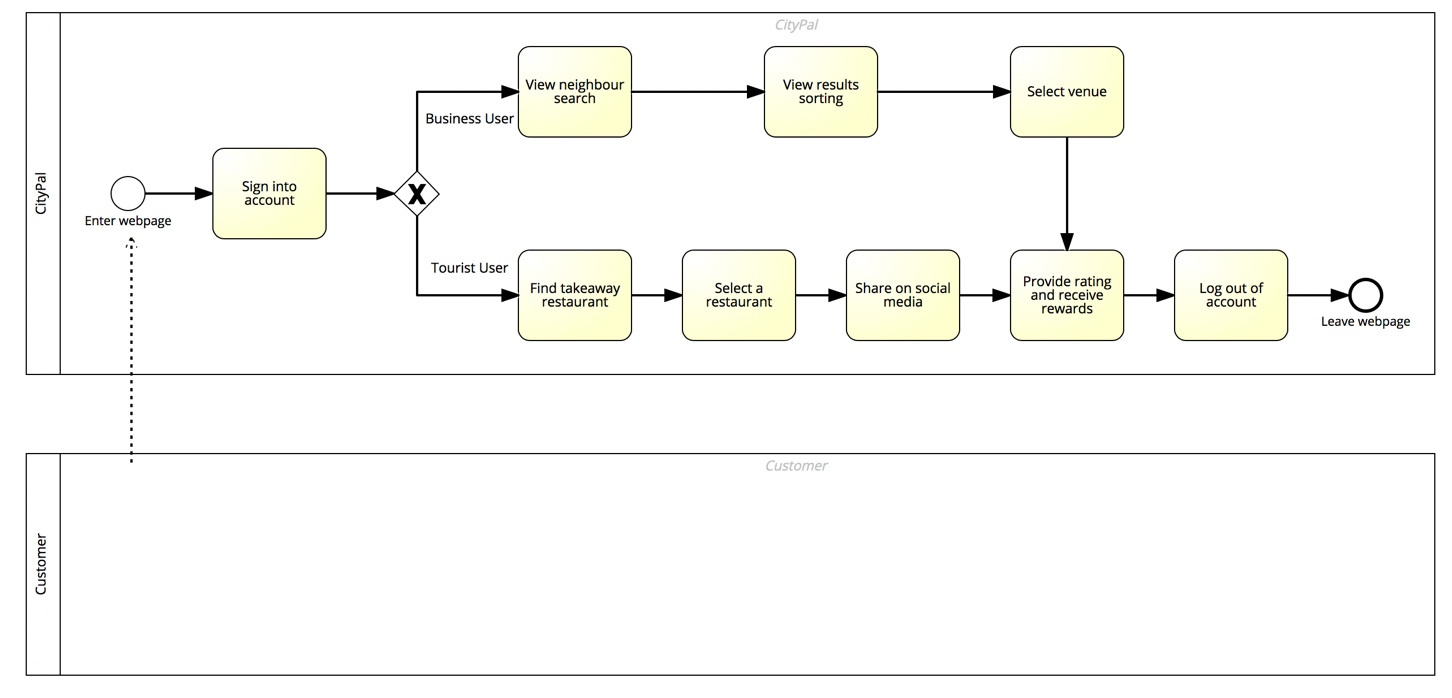 CityPal
CityPal
View neighbour
search
View results
sorting
Select venue
Business User
Sign into
account
X
Enter webpage
Tourist User
Find takeaway
restaurant
Select a
restaurant
Share on social
media
Provide rating
and receive
rewards
Log out of
account
Leave webpage
Customer
Customer